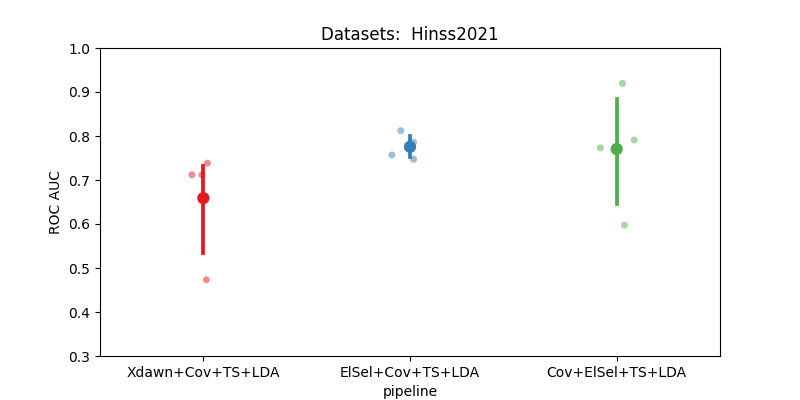 Datasets:  Hinss2021
1.0
0.9
0.8
0.7
0.6
0.5
0.4
0.3
ROC AUC
Xdawn+Cov+TS+LDA
ElSel+Cov+TS+LDA
Cov+ElSel+TS+LDA
pipeline